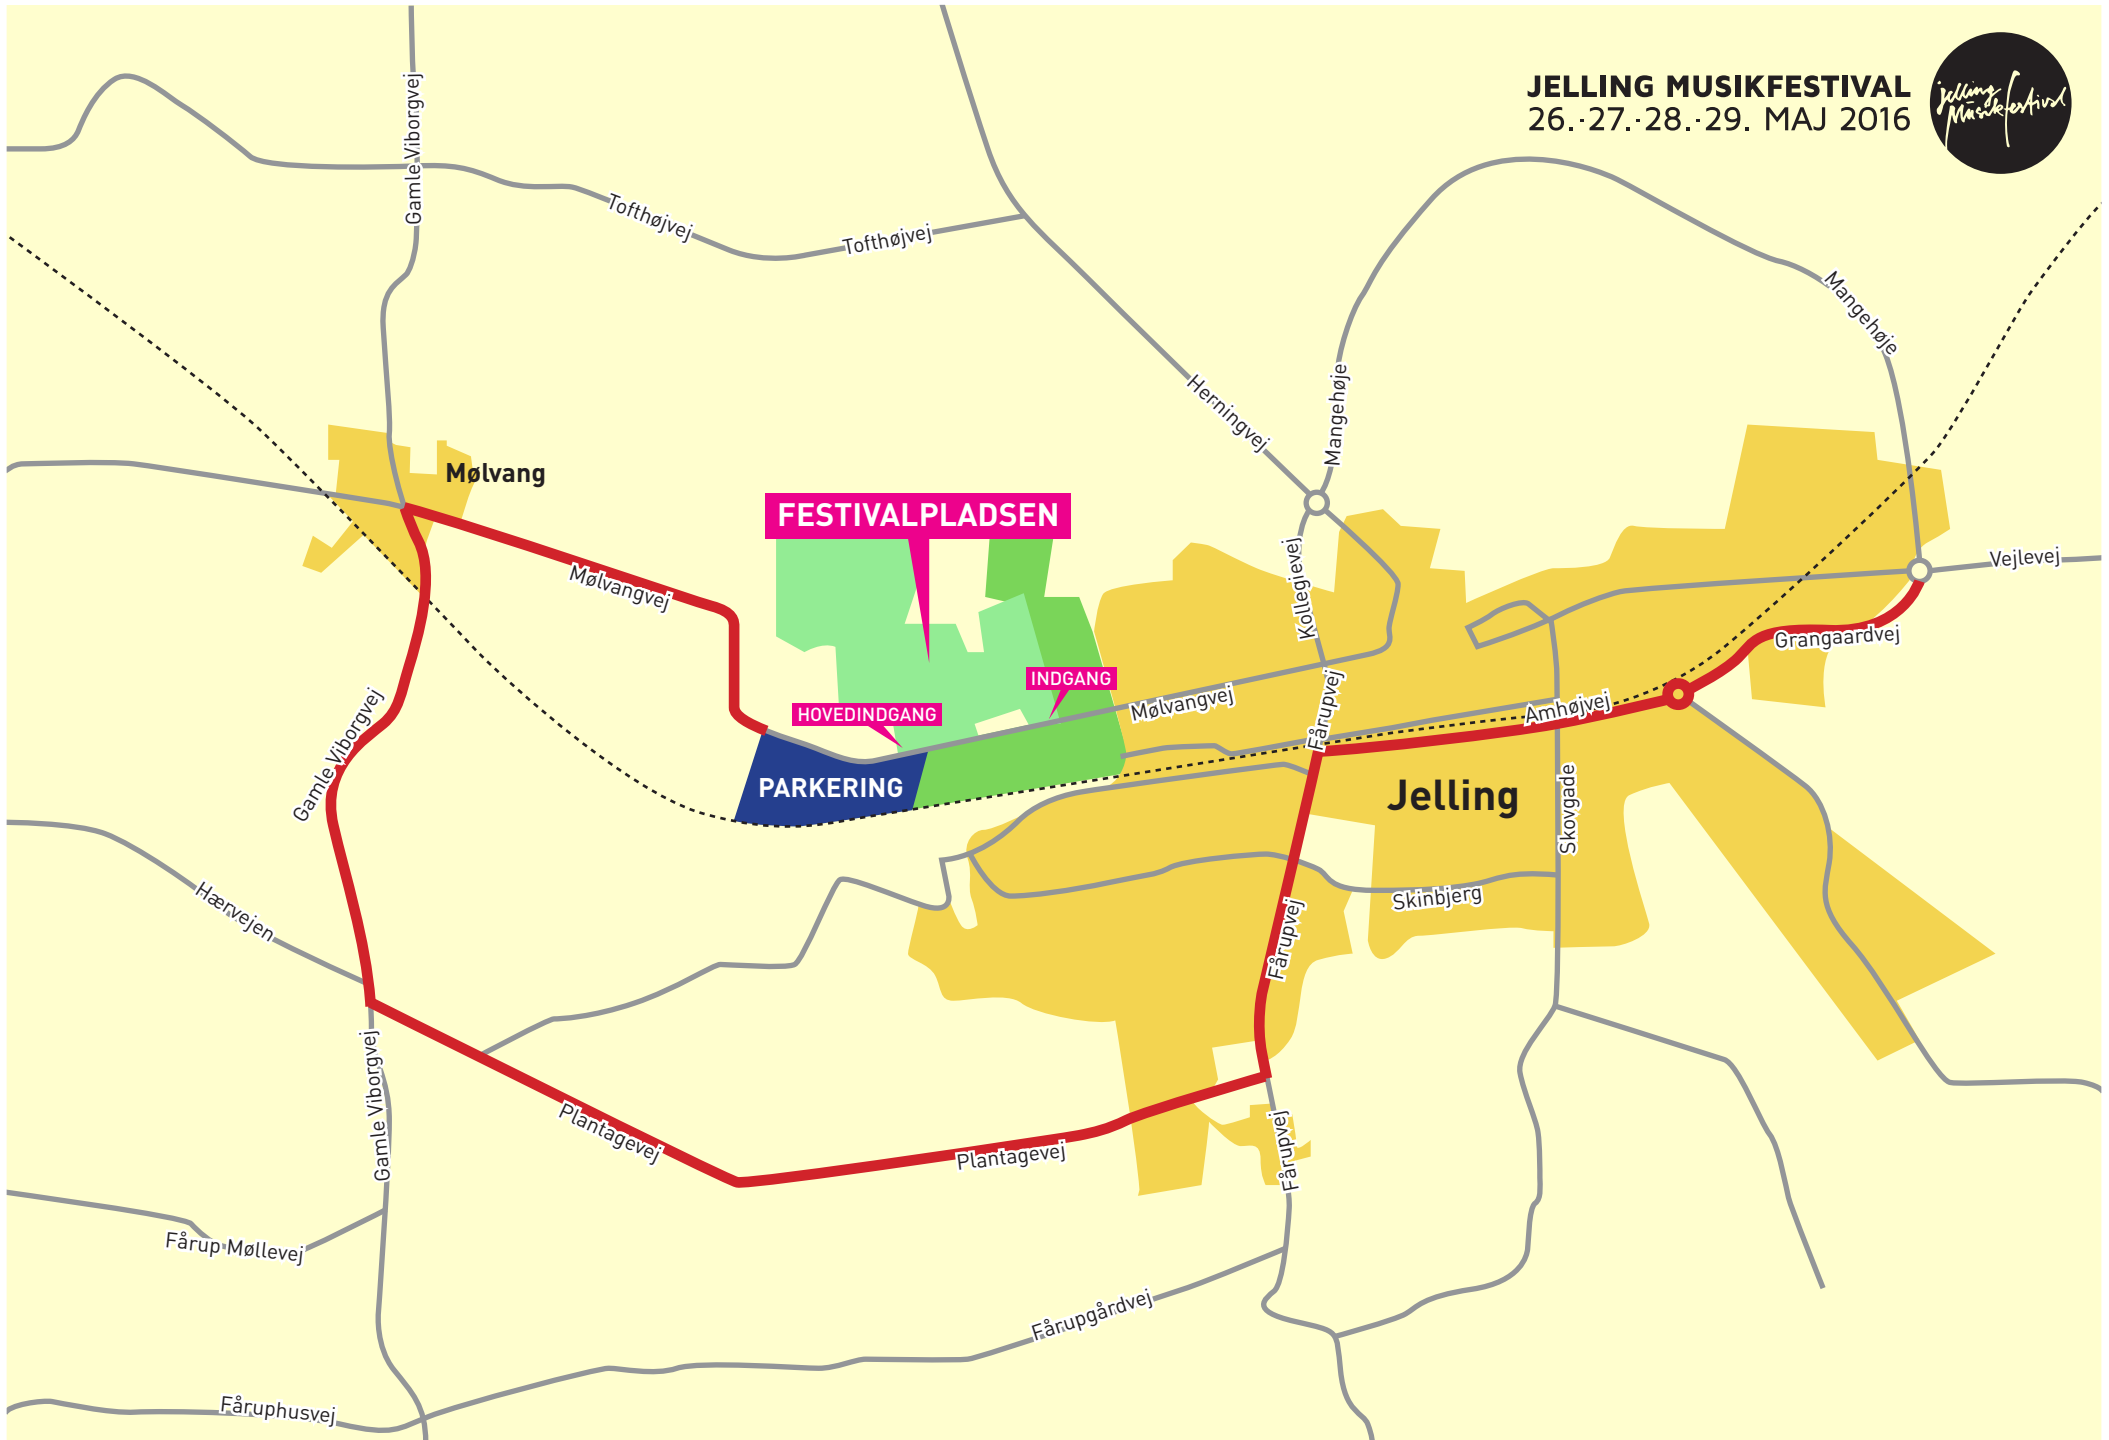 JELLING MUSIKFESTIVAL
26.·27.·28.·29. MAJ 2016
jelling
Musikfestival
Gamle Viborgvej
Tofthøjvej
Tofthøjvej
Mangehøje
Herningvej
Mangehøje
Mølvang
FESTIVALPLADSEN
Kollegievej
Vejlevej
Mølvangvej
Grangaardvej
INDGANG
Mølvangvej
Fårupvej
Amhøjvej
HOVEDINDGANG
Gamle Viborgvej
PARKERING
Jelling
Skovgade
Hærvejen
Skinbjerg
Fårupvej
Gamle Viborgvej
Plantagevej
Plantagevej
Fårupvej
Fårup Møllevej
Fårupgårdvej
Fåruphusvej